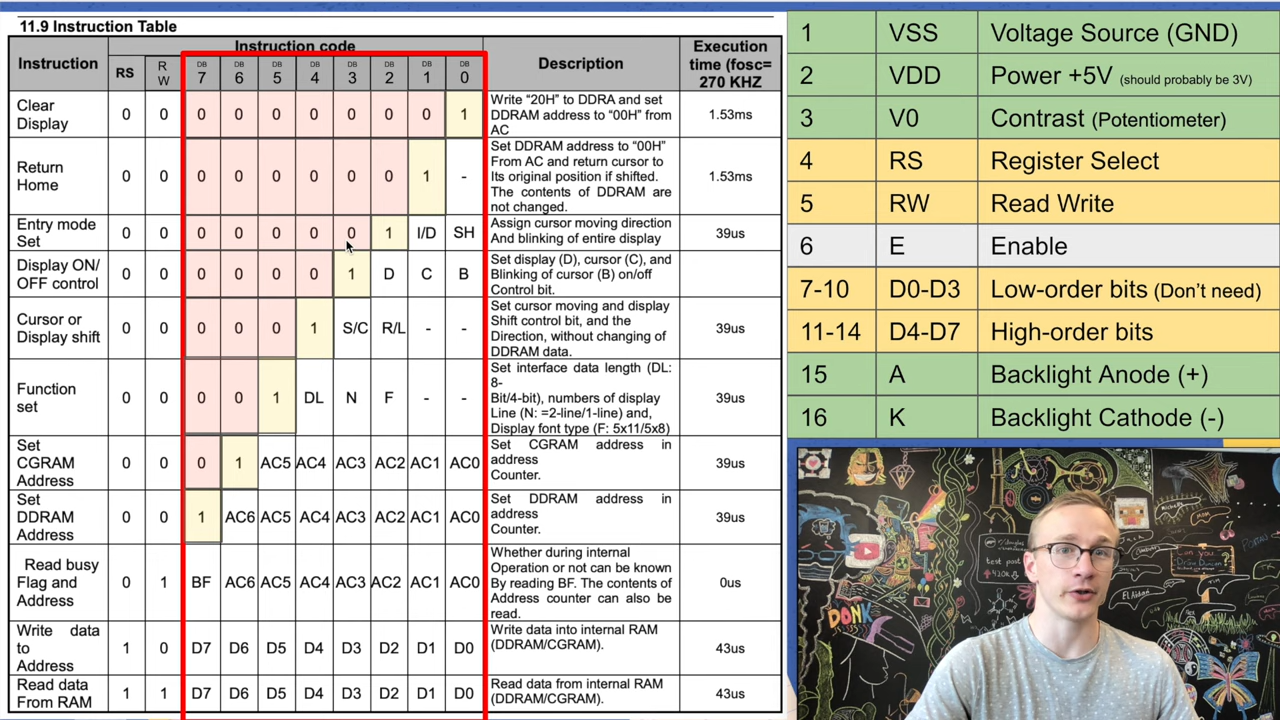 11.9 Instruction Table
Instruction
Instruction code
Description
Execution
time (fosc=
270 KHZ
RS
R
W
DB
7
DB
6
DB
5
DB
4
DB
3
DB
2
DB
1
DB
0
Clear
Display
0 0 0 0 0 0 0 0 0 1
Write “20H” to DDRA and set
DDRAM address to “00H” from
AC
1.53ms
Return
Home
0 0 0 0 0 0 0 0 1 -
Set DDRAM address to “00H”
From AC and return cursor to
Its original position if shifted.
The contents of DDRAM are
not changed.
1.53ms
Entry mode
Set
0 0 0 0 0 0 0 1 I/D SH
Assign cursor moving direction
And blinking of entire display
39us
Display ON/
OFF control
0 0 0 0 0 0 1 D C B
Set display (D), cursor (C), and
Blinking of cursor (B) on/off
Control bit.
Cursor or
Display shift
0 0 0 0 0 1 S/C R/L - -
Set cursor moving and display
Shift control bit, and the
Direction, without changing of
DDRAM data.
39us
Function
set
0 0 0 0 1 DL N F - -
Set interface data length (DL:
8-
Bit/4-bit), numbers of display
Line (N: =2-line/1-line) and,
Display font type (F: 5x11/5x8)
39us
Set
CGRAM
Address
0 0 0 1 AC5 AC4 AC3 AC2 AC1 AC0
Set CGRAM address in
address
Counter.
39us
Set
DDRAM
Address
0 0 1 AC6 AC5 AC4 AC3 AC2 AC1 AC0
Set DDRAM address in
address
Counter.
39us
Read busy
Flag and
Address
0 1 BF AC6 AC5 AC4 AC3 AC2 AC1 AC0
Whether during internal
Operation or not can be known
By reading BF. The contents of
Address counter can also be
read.
0us
Write data
to
Address
1 0 D7 D6 D5 D4 D3 D2 D1 D0
Write data into internal RAM
(DDRAM/CGRAM).
43us
Read data
From RAM
1 1 D7 D6 D5 D4 D3 D2 D1 D0
Read data from internal RAM
(DDRAM/CGRAM).
43us
1 VSS Voltage Source (GND)
2 VDD Power +5V (should probably be 3V)
3 V0 Contrast (Potentiometer)
4 RS Register Select
5 RW Read Write
6 E Enable
7-10 D0-D3 Low-order bits (Don’t need)
11-14 D4-D7 High-order bits
15 A Backlight Anode (+)
16 K Backlight Cathode (-)
test post
DONK